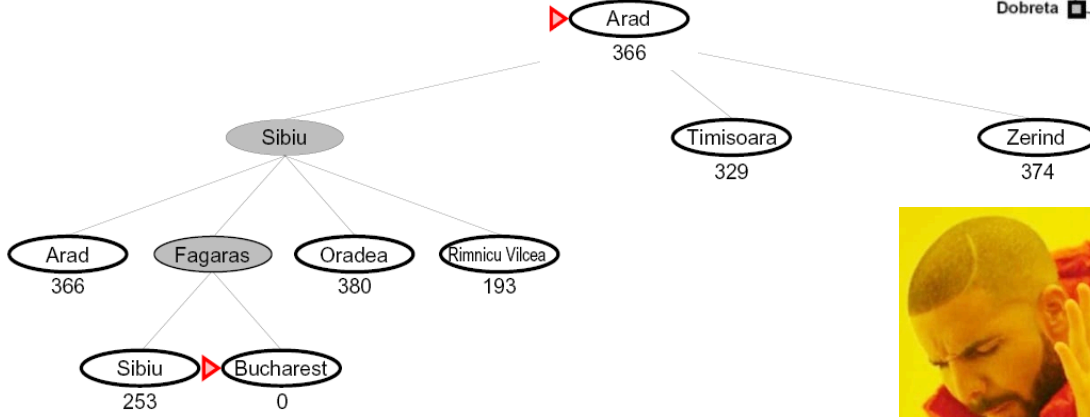 Dobreta
Arad
366
Sibiu
Timisoara
329
Zerind
374
Arad
366
Fagaras
Oradea
380
Rimnicu Vilcea
193
Sibiu
253
Bucharest
0